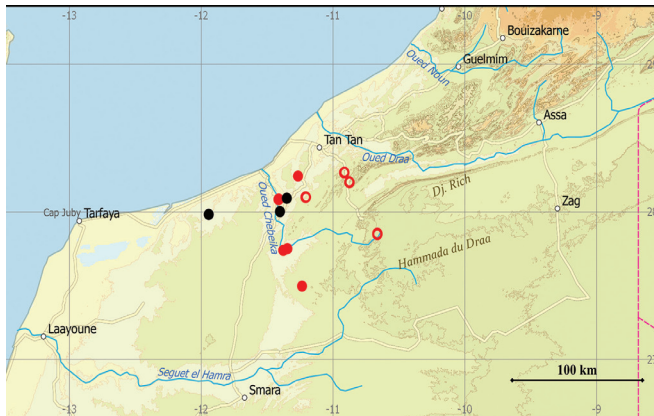 -13 -12 -11 -10 -9
Bouizakarne
Oued Noun
Guelmim
Assa
Tan Tan
Oued Draa
Dj. Rich
Oued Chebeika
Cap Juby
Tarfaya
Zag
Hammada du Draa
Laayoune
Seguet el Hamra
100 km
Smara
-13 -12 -11 -10 -9